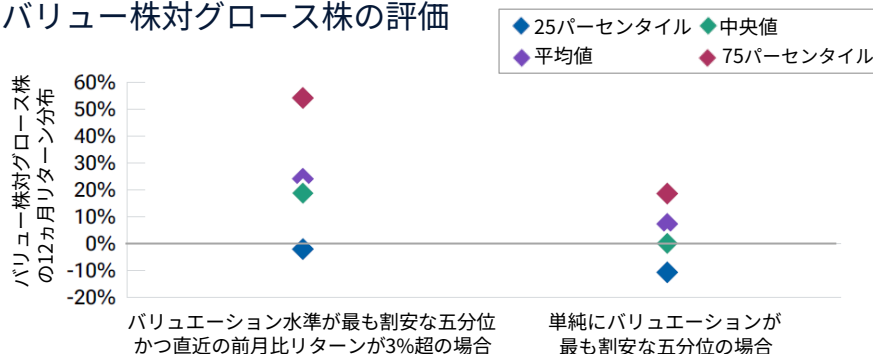 バリュー株対グロース株の評価
25パーセンタイル
中央値
平均値
75パーセンタイル
バリュー株対グロース株
の12ヵ月リターン分布
60%
50%
40%
30%
20%
10%
0%
-10%
-20%
バリュエーション水準が最も割安な五分位
かつ直近の前月比リターンが3%超の場合
単純にバリュエーションが
最も割安な五分位の場合